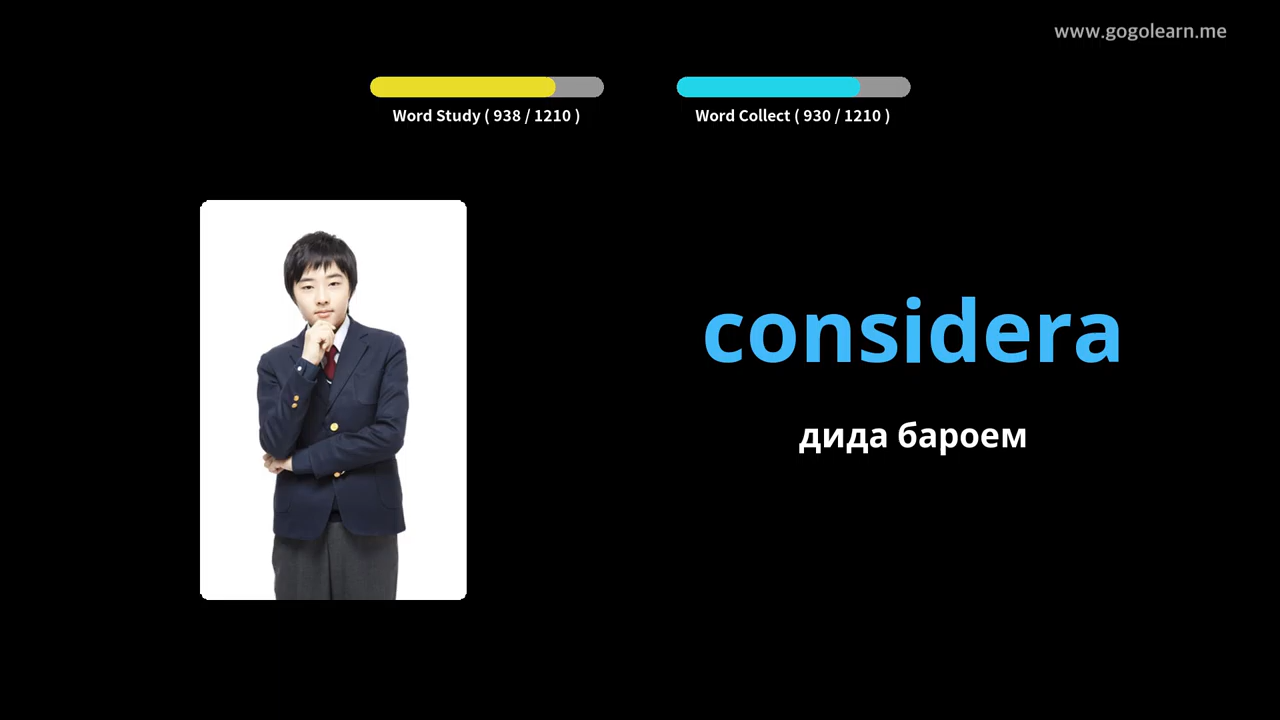 www.gogolearn.me
Word Study ( 938 / 1210 )
Word Collect ( 930 / 1210 )
considera
дида бароем